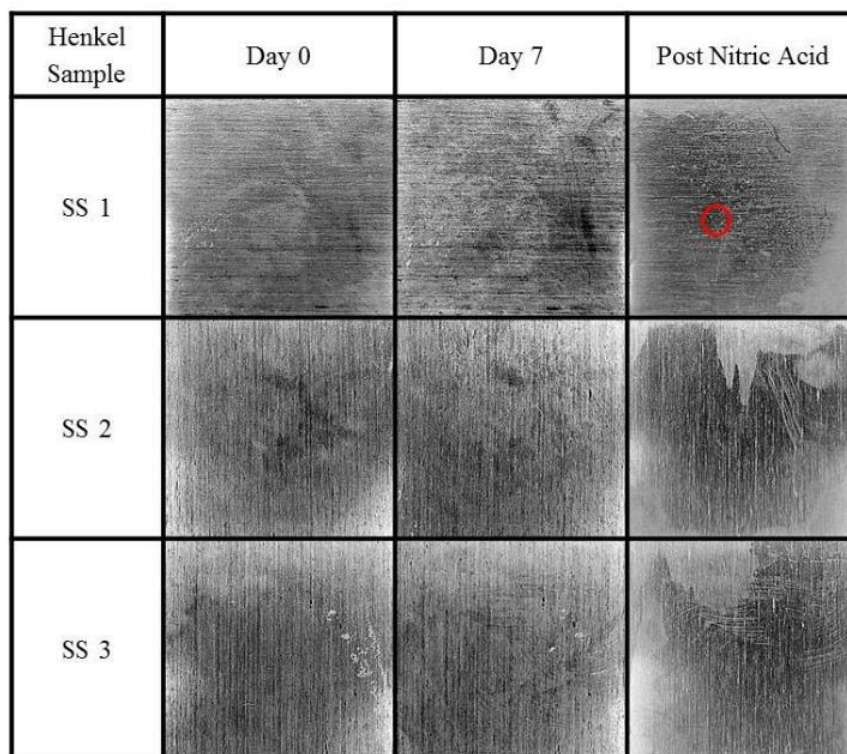 Henkel
Sample
Day 0
Day 7
Post Nitric Acid
SS 1
SS 2
SS 3